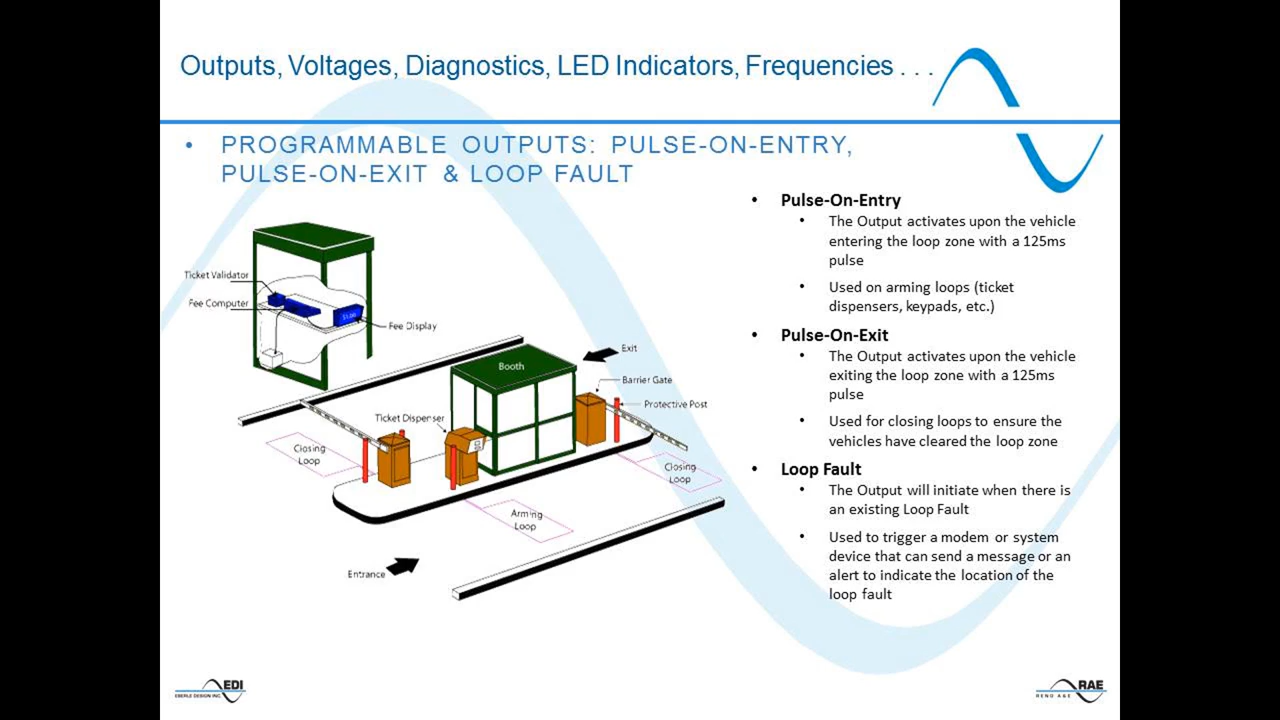 Outputs, Voltages, Diagnostics, LED Indicators, Frequencies . . .
• PROGRAMMABLE OUTPUTS: PULSE-ON-ENTRY,
PULSE-ON-EXIT & LOOP FAULT
Ticket Validator
Fee Computer
$1.00
Fee Display
Booth
Exit
Barrier Gate
Protective Post
Ticket Dispenser
Closing
Loop
Closing
Loop
Arming
Loop
Entrance
• Pulse-On-Entry
• The Output activates upon the vehicle
entering the loop zone with a 125ms
pulse
• Used on arming loops (ticket
dispensers, keypads, etc.)
• Pulse-On-Exit
• The Output activates upon the vehicle
exiting the loop zone with a 125ms
pulse
• Used for closing loops to ensure the
vehicles have cleared the loop zone
• Loop Fault
• The Output will initiate when there is
an existing Loop Fault
• Used to trigger a modem or system
device that can send a message or an
alert to indicate the location of the
loop fault
EDI
EBERLE DESIGN INC.
RAE
RENO A&E